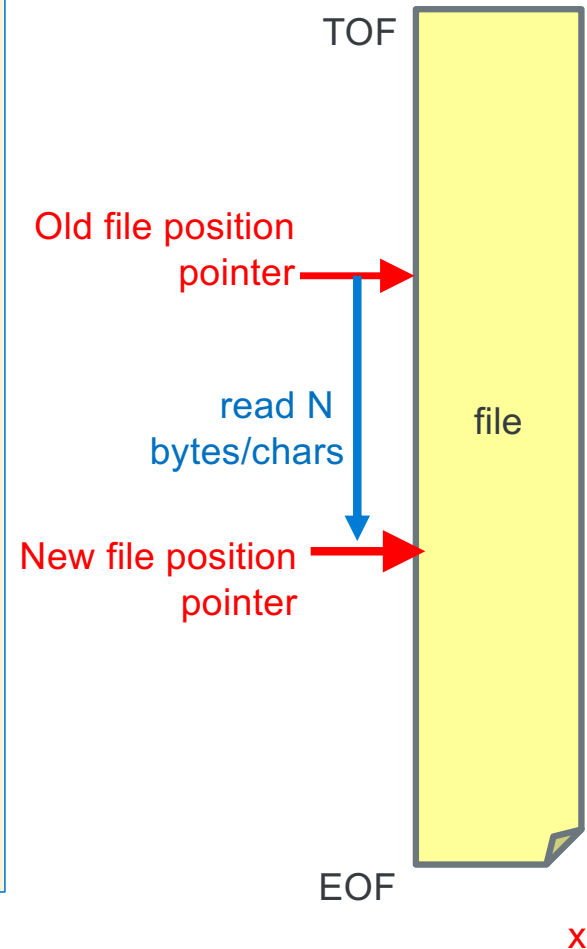 TOF
Old file position
pointer
read N
bytes/chars
file
New file position
pointer
EOF
x